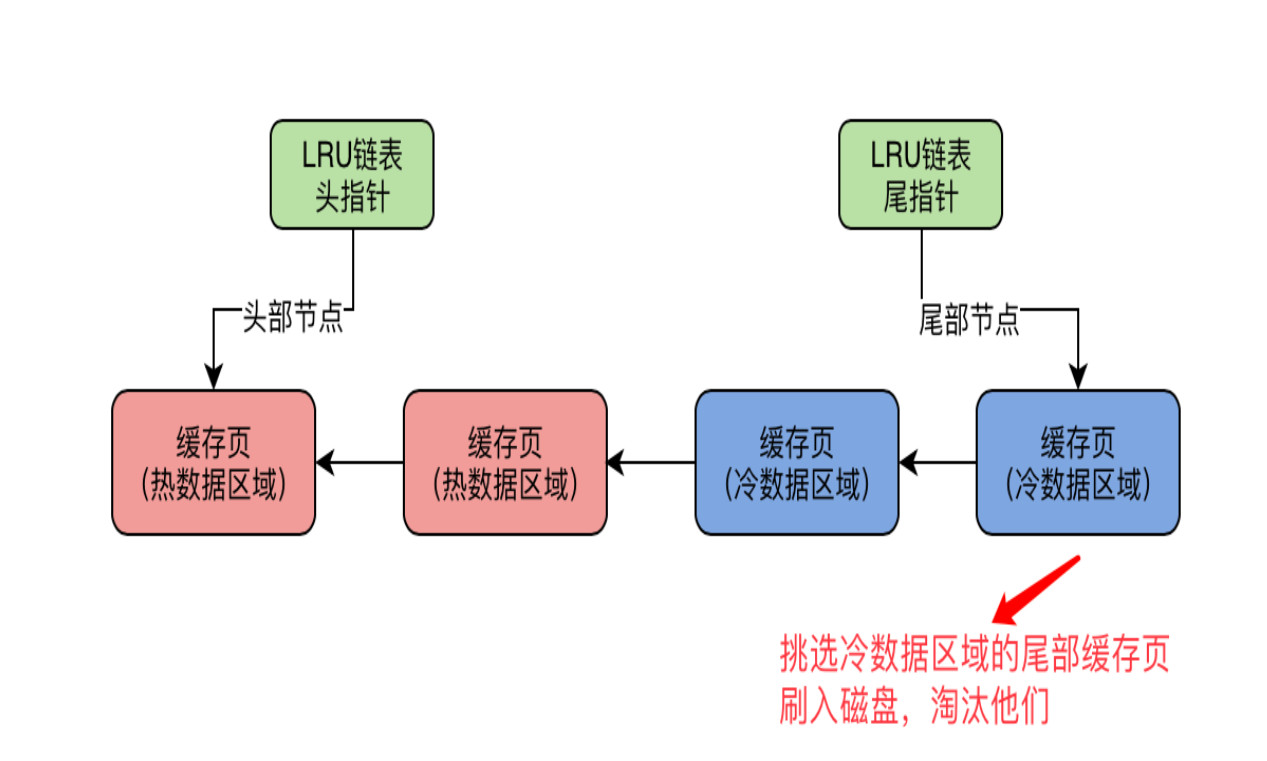 LRU链表
头指针
LRU链表
尾指针
头部节点
尾部节点
缓存页
(热数据区域)
缓存页
(热数据区域)
缓存页
(冷数据区域)
缓存页
(冷数据区域)
挑选冷数据区域的尾部缓存页
刷入磁盘，淘汰他们